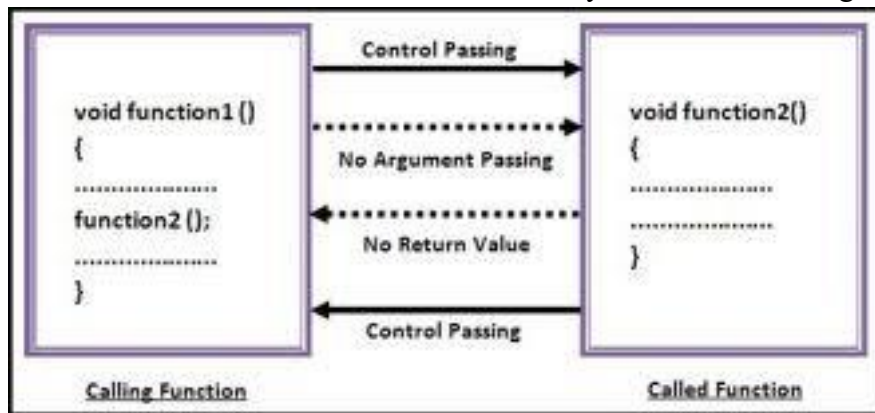 Control Passing
void function1 ()
{
.....................
function2 ();
.....................
}
No Argument Passing
No Return Value
Control Passing
void function2()
{
.....................
.....................
}
Calling Function
Called Function